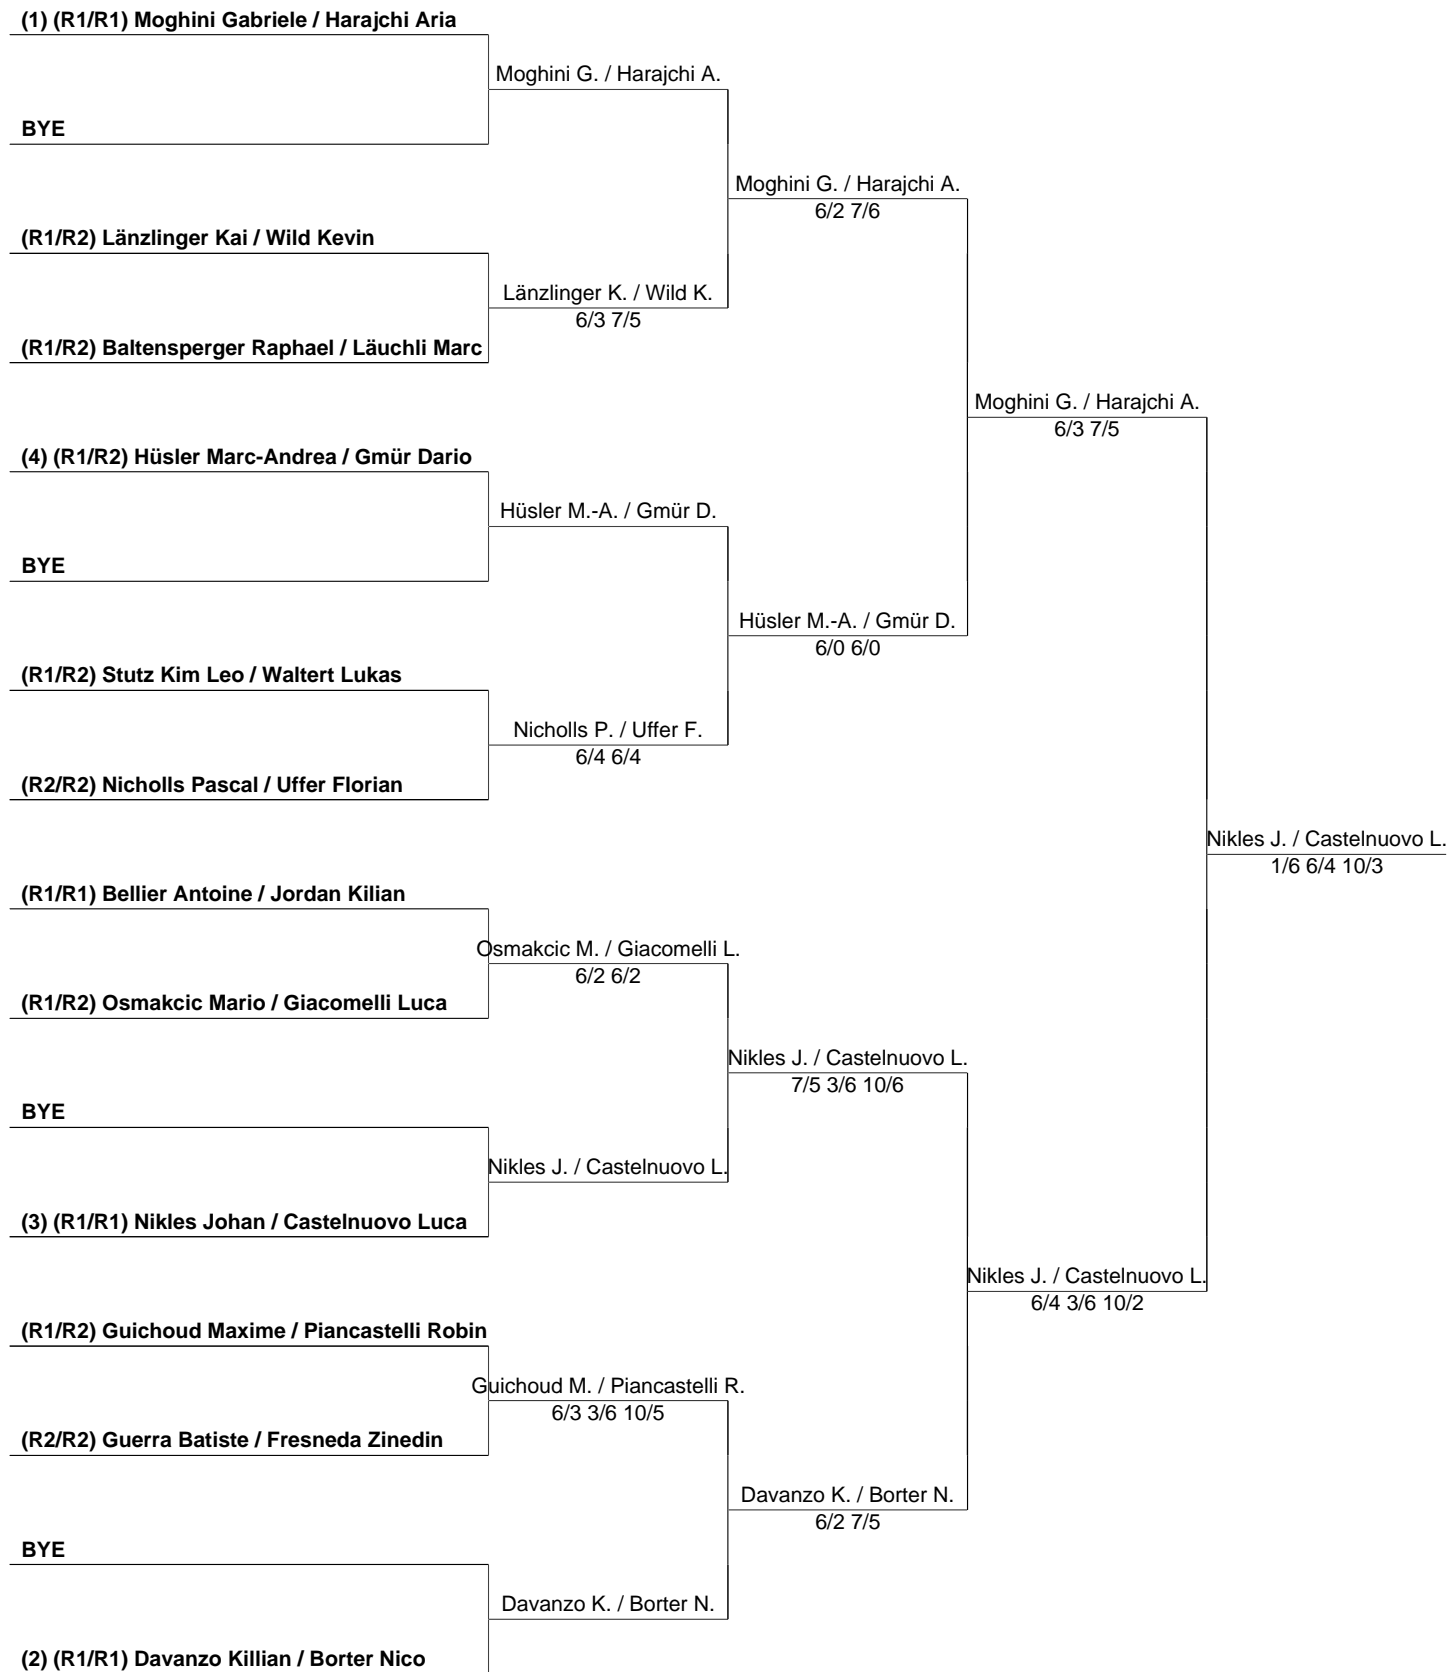 (1) (R1/R1) Moghini Gabriele / Harajchi Aria
Moghini G. / Harajchi A.
BYE
Moghini G. / Harajchi A.
6/2 7/6
(R1/R2) Länzlinger Kai / Wild Kevin
Länzlinger K. / Wild K.
6/3 7/5
(R1/R2) Baltensperger Raphael / Läuchli Marc
Moghini G. / Harajchi A.
6/3 7/5
(4) (R1/R2) Hüsler Marc-Andrea / Gmür Dario
Hüsler M.-A. / Gmür D.
BYE
Hüsler M.-A. / Gmür D.
6/0 6/0
(R1/R2) Stutz Kim Leo / Waltert Lukas
Nicholls P. / Uffer F.
6/4 6/4
(R2/R2) Nicholls Pascal / Uffer Florian
Nikles J. / Castelnuovo L.
1/6 6/4 10/3
(R1/R1) Bellier Antoine / Jordan Kilian
Osmakcic M. / Giacomelli L.
6/2 6/2
(R1/R2) Osmakcic Mario / Giacomelli Luca
Nikles J. / Castelnuovo L.
7/5 3/6 10/6
BYE
Nikles J. / Castelnuovo L.
(3) (R1/R1) Nikles Johan / Castelnuovo Luca
Nikles J. / Castelnuovo L.
6/4 3/6 10/2
(R1/R2) Guichoud Maxime / Piancastelli Robin
Guichoud M. / Piancastelli R.
6/3 3/6 10/5
(R2/R2) Guerra Batiste / Fresneda Zinedin
Davanzo K. / Borter N.
6/2 7/5
BYE
Davanzo K. / Borter N.
(2) (R1/R1) Davanzo Killian / Borter Nico